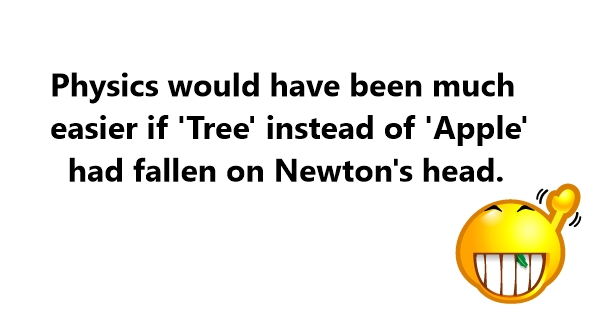 Physics would have been much
easier if 'Tree' instead of 'Apple'
had fallen on Newton's head.